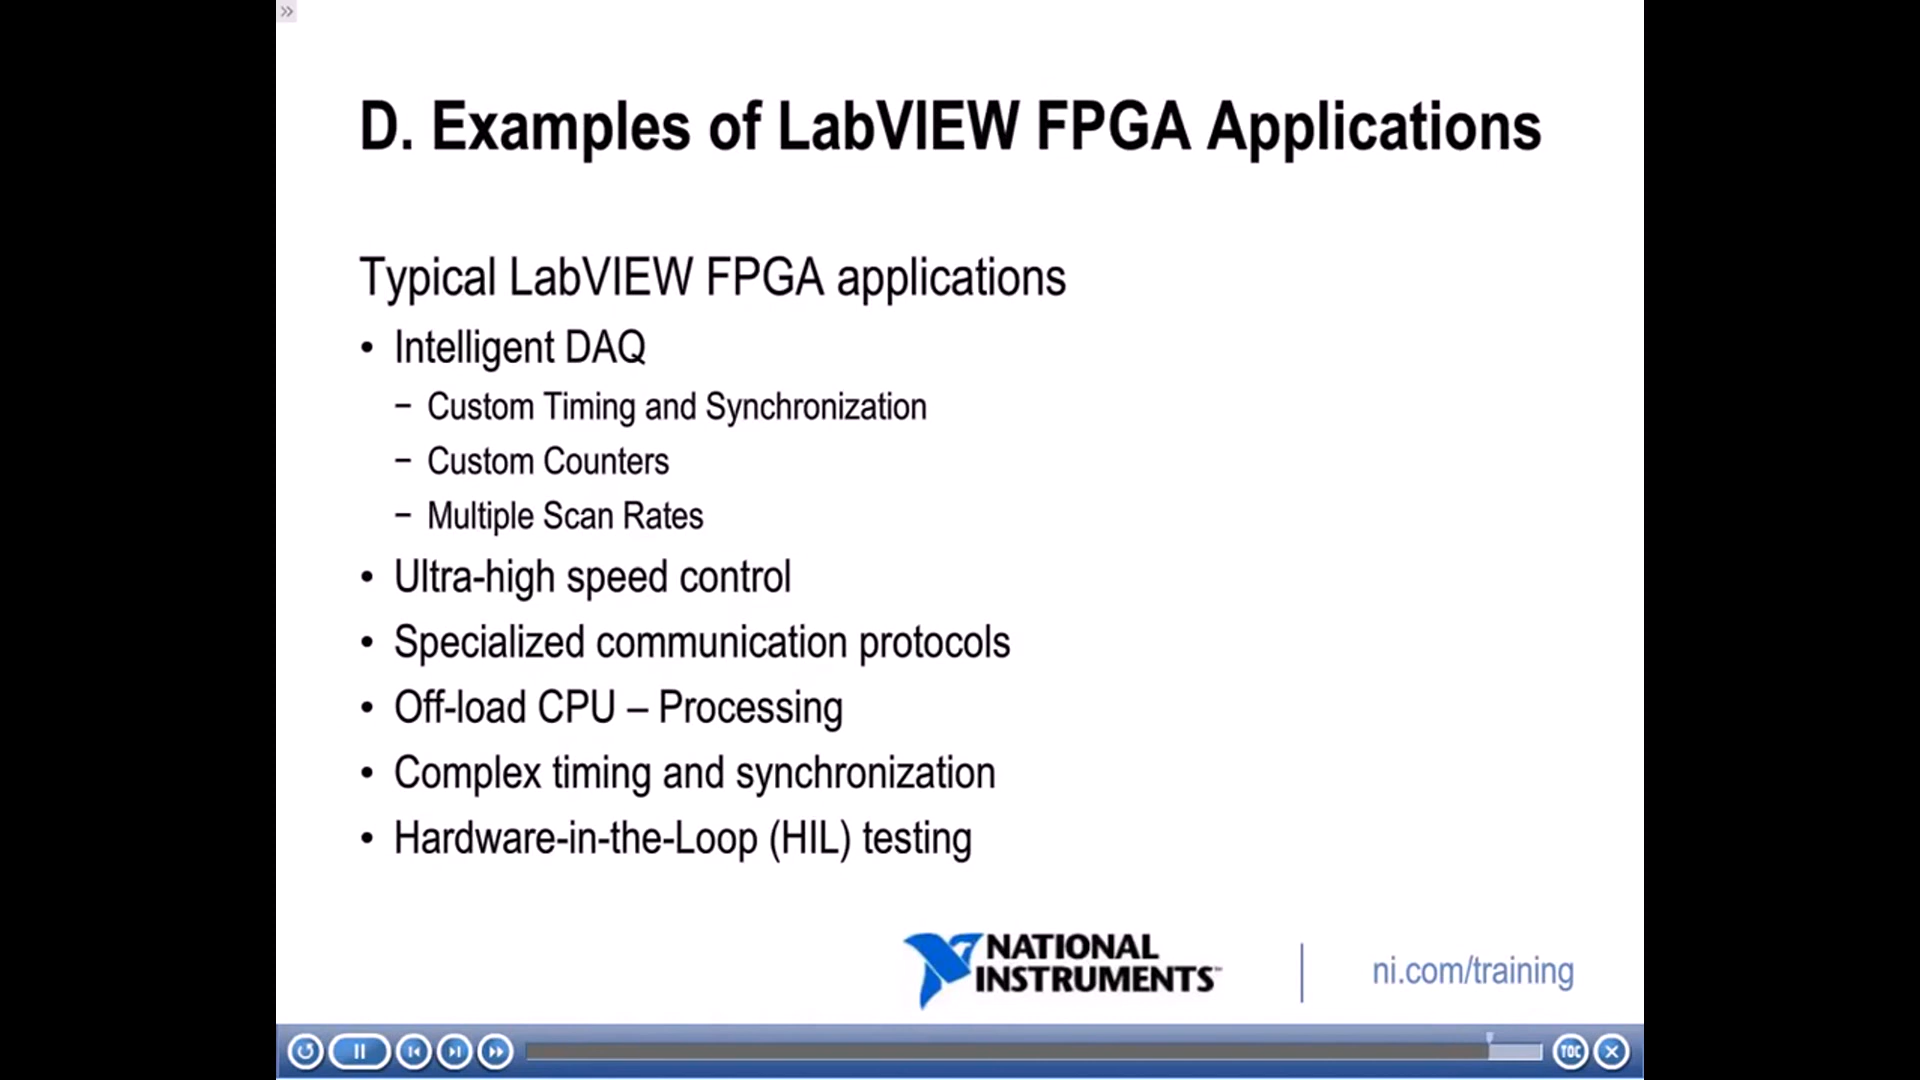 D. Examples of LabVIEW FPGA Applications
Typical LabVIEW FPGA applications
• Intelligent DAQ
– Custom Timing and Synchronization
– Custom Counters
– Multiple Scan Rates
• Ultra-high speed control
• Specialized communication protocols
• Off-load CPU – Processing
• Complex timing and synchronization
• Hardware-in-the-Loop (HIL) testing
NATIONAL
INSTRUMENTS™
ni.com/training
TOC